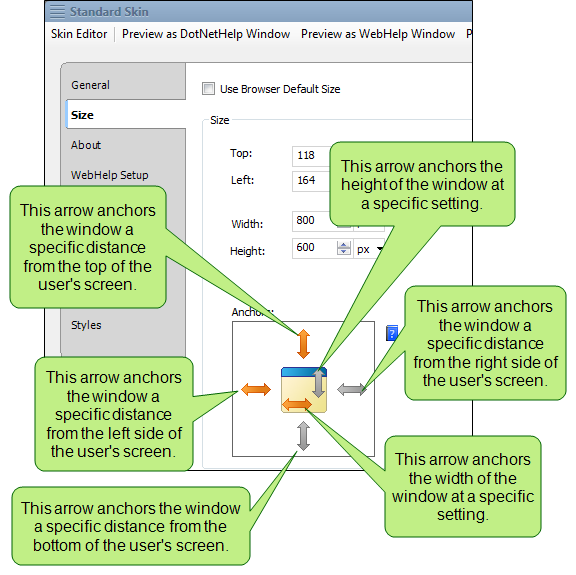 Standard Skin
Skin Editor Preview as DotNetHelp Window Preview as WebHelp Window
General
Use Browser Default Size
Size
Size
About
Top: 118
WebHelp Setup
Left: 164
This arrow anchors the
height of the window at
a specific setting.
This arrow anchors
the window a
specific distance
from the top of the
user's screen.
Width: 800
Height: 600 px
Styles
Anchors:
?
This arrow anchors
the window a
specific distance
from the right side of
the user's screen.
This arrow anchors
the window a
specific distance
from the left side of
the user's screen.
This arrow anchors
the width of the
window at a specific
setting.
This arrow anchors the window
a specific distance from the
bottom of the user's screen.